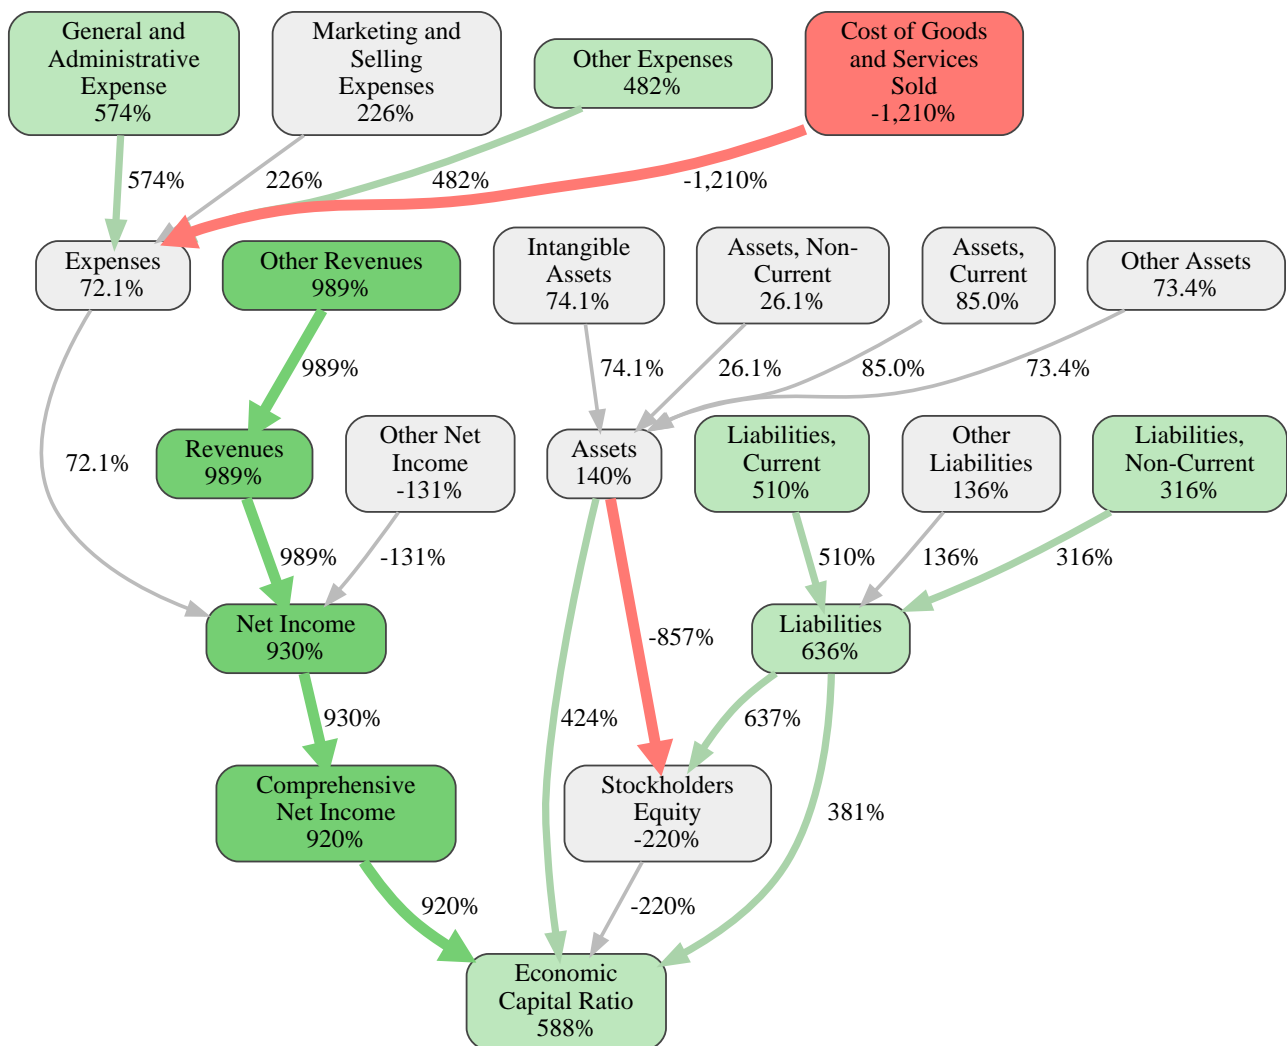 General and
Administrative
Expense
574%
Marketing and
Selling
Expenses
226%
Other Expenses
482%
Cost of Goods
and Services
Sold
-1,210%
574%
226%
482%
-1,210%
Expenses
72.1%
Other Revenues
989%
Intangible
Assets
74.1%
Assets, Non-
Current
26.1%
Assets,
Current
85.0%
Other Assets
73.4%
989%
74.1%
26.1%
85.0%
73.4%
72.1%
Revenues
989%
Other Net
Income
-131%
Assets
140%
Liabilities,
Current
510%
Other
Liabilities
136%
Liabilities,
Non-Current
316%
989%
-131%
510%
136%
316%
Net Income
930%
-857%
Liabilities
636%
930%
424%
637%
Comprehensive
Net Income
920%
Stockholders
Equity
-220%
381%
920%
-220%
Economic
Capital Ratio
588%